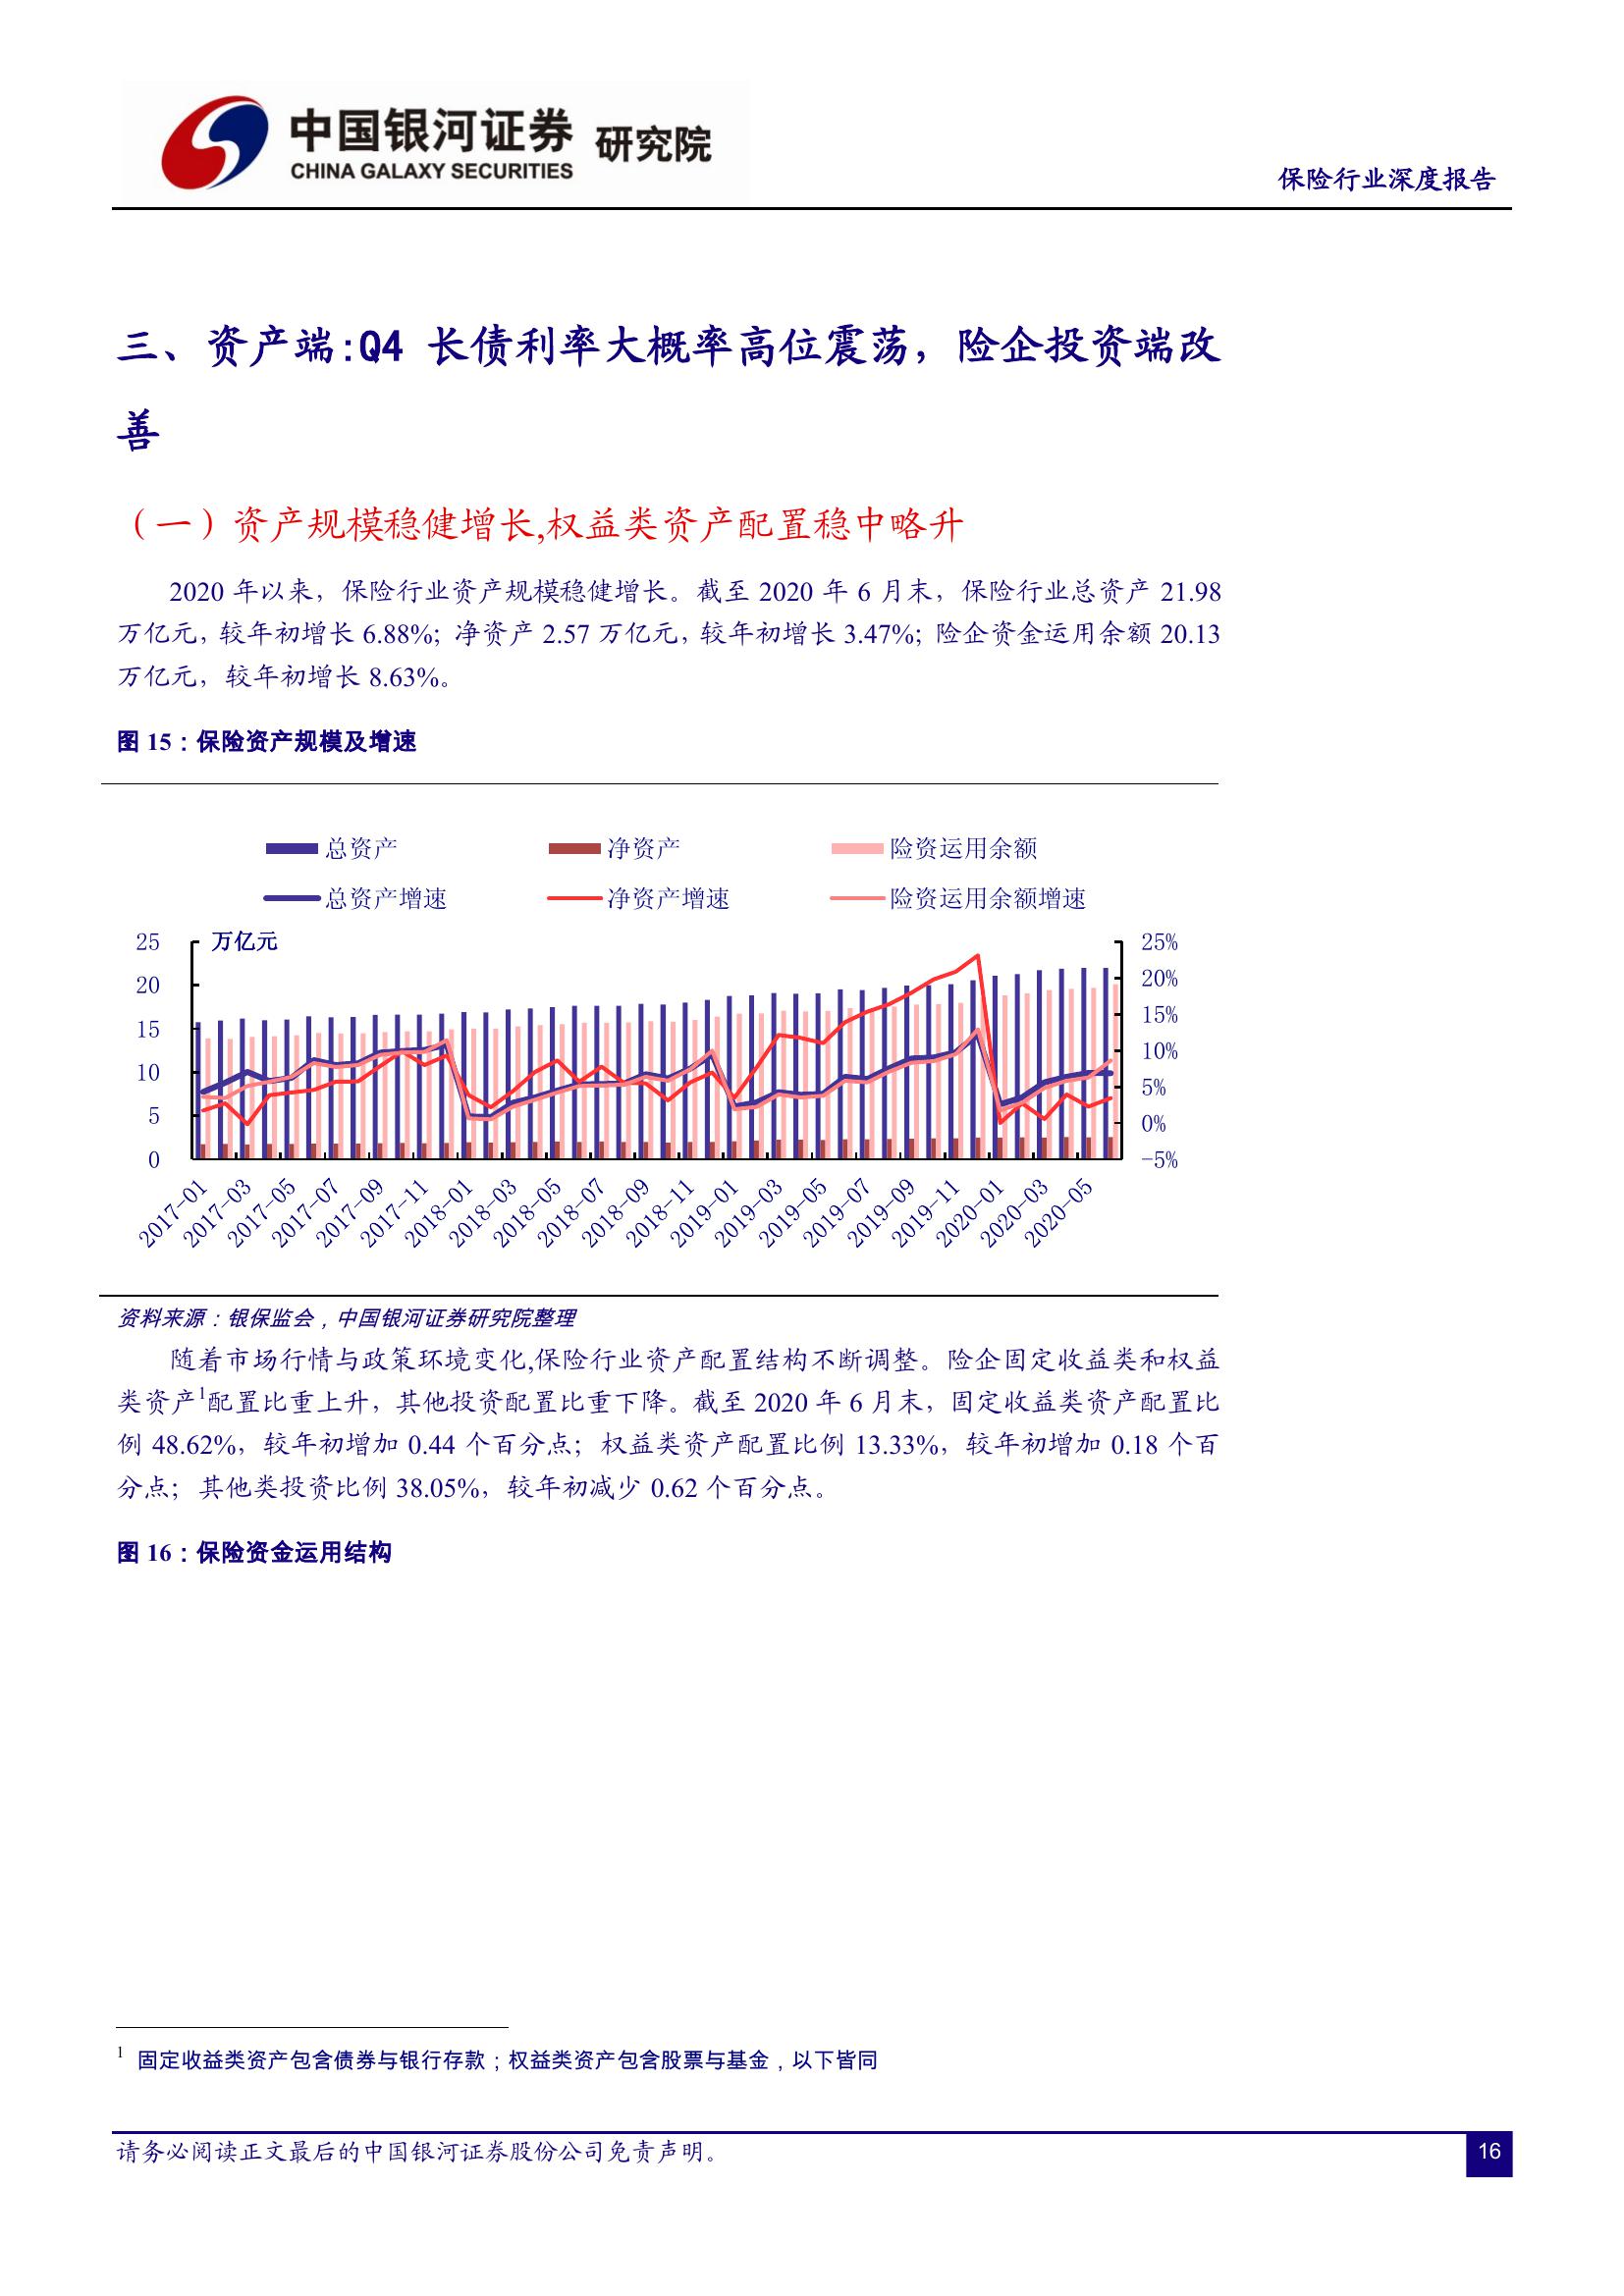 中国银河证券 研究院
CHINA GALAXY SECURITIES
保险行业深度报告
三、资产端:Q4 长债利率大概率高位震荡，险企投资端改
善
（一）资产规模稳健增长,权益类资产配置稳中略升
2020 年以来，保险行业资产规模稳健增长。截至 2020 年 6 月末，保险行业总资产 21.98
万亿元，较年初增长 6.88%；净资产 2.57 万亿元，较年初增长 3.47%；险企资金运用余额 20.13
万亿元，较年初增长 8.63%。
图 15：保险资产规模及增速
总资产 净资产 险资运用余额
总资产增速 净资产增速 险资运用余额增速
万亿元
25 25%
20 20%
15 15%
10 10%
5 5%
0 0%
-5%
2017-01 2017-03 2017-05 2017-07 2017-09 2017-11 2018-01 2018-03 2018-05 2018-07 2018-09 2018-11 2019-01 2019-03 2019-05 2019-07 2019-09 2019-11 2020-01 2020-03 2020-05
资料来源：银保监会，中国银河证券研究院整理
随着市场行情与政策环境变化,保险行业资产配置结构不断调整。险企固定收益类和权益
类资产1配置比重上升，其他投资配置比重下降。截至 2020 年 6 月末，固定收益类资产配置比
例 48.62%，较年初增加 0.44 个百分点；权益类资产配置比例 13.33%，较年初增加 0.18 个百
分点；其他类投资比例 38.05%，较年初减少 0.62 个百分点。
图 16：保险资金运用结构
1 固定收益类资产包含债券与银行存款；权益类资产包含股票与基金，以下皆同
请务必阅读正文最后的中国银河证券股份公司免责声明。
16